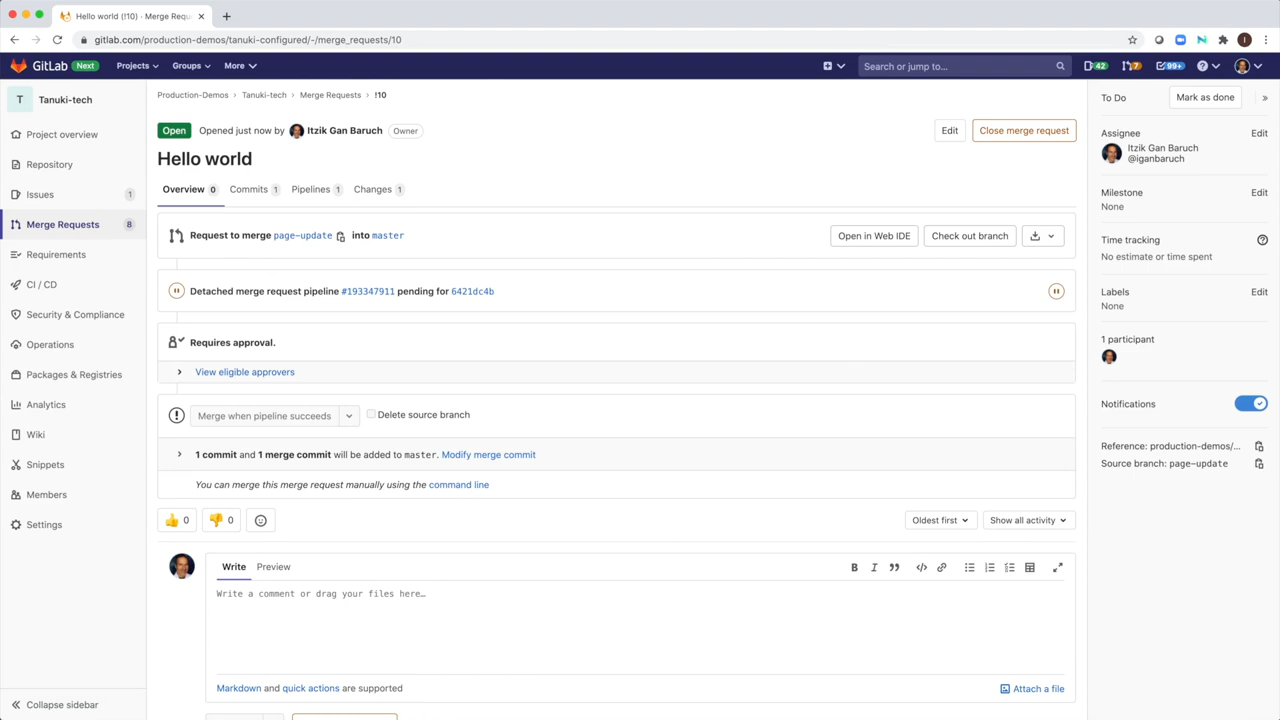 Hello world (!10) · Merge Requ
gitlab.com/production-demos/tanuki-configured/-/merge_requests/10
GitLab Next Projects Groups More Search or jump to... 42 7 99+
T Tanuki-tech
Project overview
Repository
Issues 1
Merge Requests 8
Requirements
CI / CD
Security & Compliance
Operations
Packages & Registries
Analytics
Wiki
Snippets
Members
Settings
Collapse sidebar
Production-Demos > Tanuki-tech > Merge Requests > !10
Open Opened just now by Itzik Gan Baruch Owner Edit Close merge request
Hello world
Overview 0 Commits 1 Pipelines 1 Changes 1
Request to merge page-update into master Open in Web IDE Check out branch
Detached merge request pipeline #193347911 pending for 6421dc4b
Requires approval.
View eligible approvers
Merge when pipeline succeeds Delete source branch
1 commit and 1 merge commit will be added to master. Modify merge commit
You can merge this merge request manually using the command line
0 0 Oldest first Show all activity
Write Preview B I
Write a comment or drag your files here…
Markdown and quick actions are supported Attach a file
To Do Mark as done »
Assignee Edit
Itzik Gan Baruch
@iganbaruch
Milestone Edit
None
Time tracking
No estimate or time spent
Labels Edit
None
1 participant
Notifications
Reference: production-demos/...
Source branch: page-update